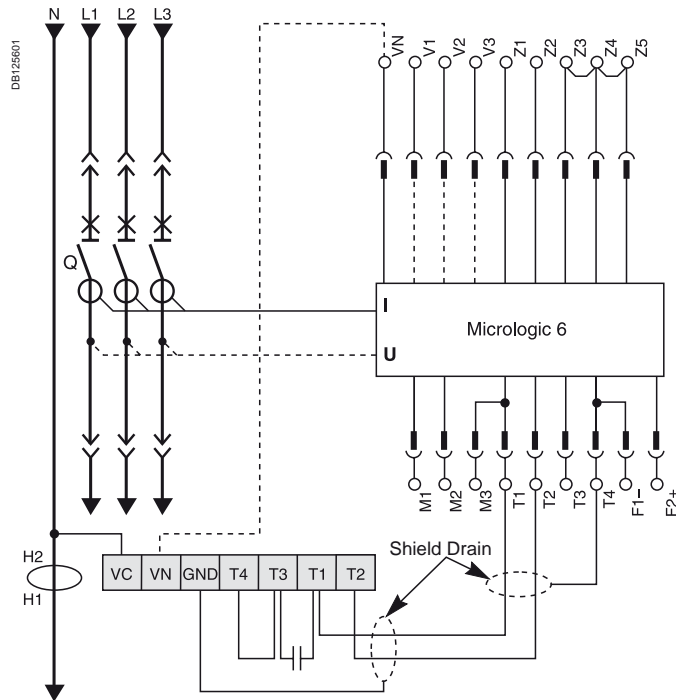 N L1 L2 L3
DB125601
VN V1 V2 V3 Z1 Z2 Z3 Z4 Z5
Q
I
Micrologic 6
U
M1 M2 M3 T1 T2 T3 T4 F1– F2+
Shield Drain
H2
H1
VC VN GND T4 T3 T1 T2